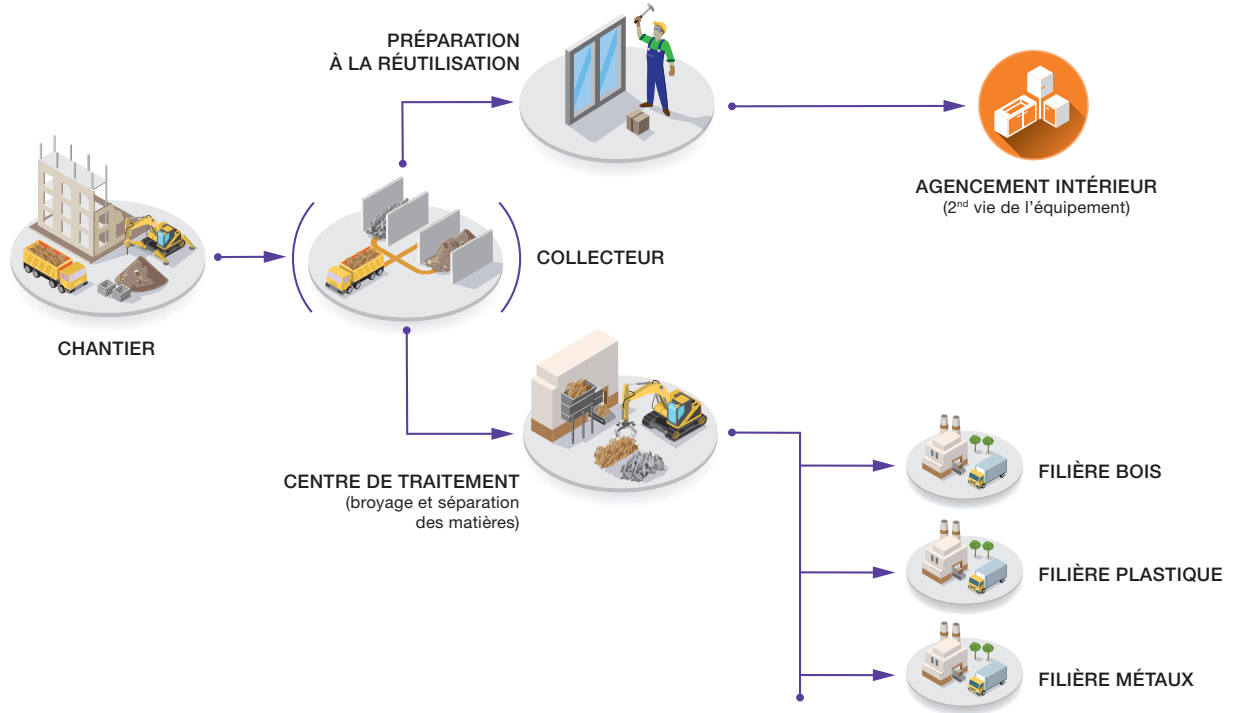 PRÉPARATION
À LA RÉUTILISATION
AGENCEMENT INTÉRIEUR
(2nd vie de l'équipement)
COLLECTEUR
CHANTIER
CENTRE DE TRAITEMENT
(broyage et séparation
des matières)
FILIÈRE BOIS
FILIÈRE PLASTIQUE
FILIÈRE MÉTAUX